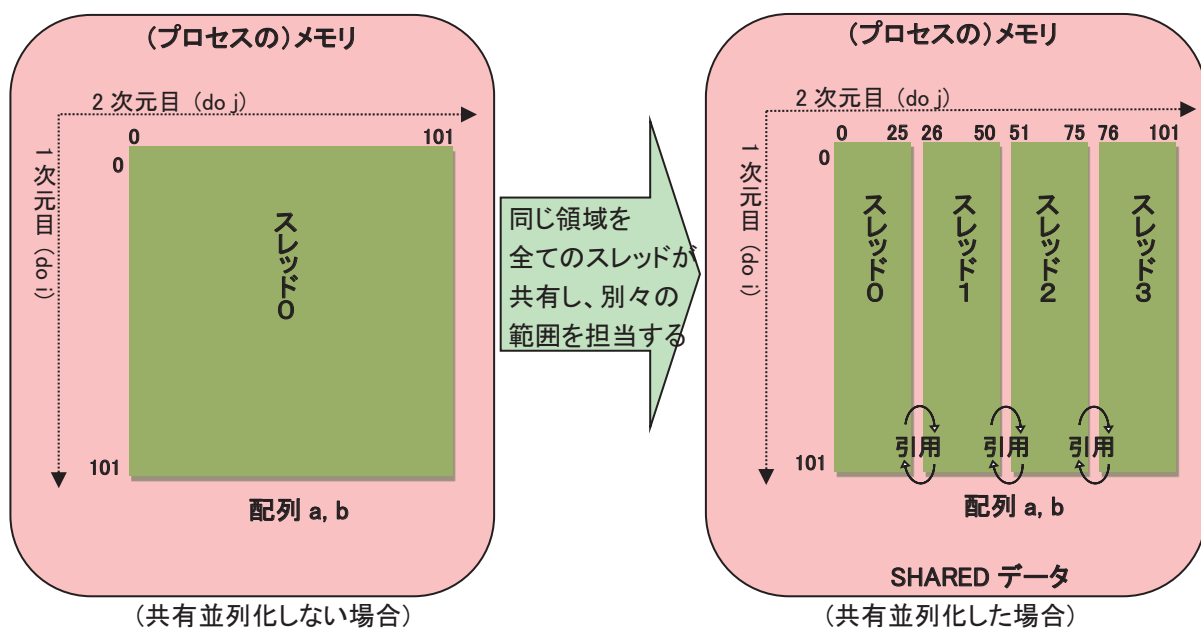 (プロセスの)メモリ
2 次元目 (do j)
0 101
0
1次元目 (do i)
スレッド0
101
配列 a, b
(共有並列化しない場合)
同じ領域を
全てのスレッドが
共有し、別々の
範囲を担当する
(プロセスの)メモリ
2 次元目 (do j)
0 25 26 50 51 75 76 101
0
1次元目 (do i)
スレッド0
スレッド1
スレッド2
スレッド3
引用 引用 引用
101
配列 a, b
SHARED データ
(共有並列化した場合)